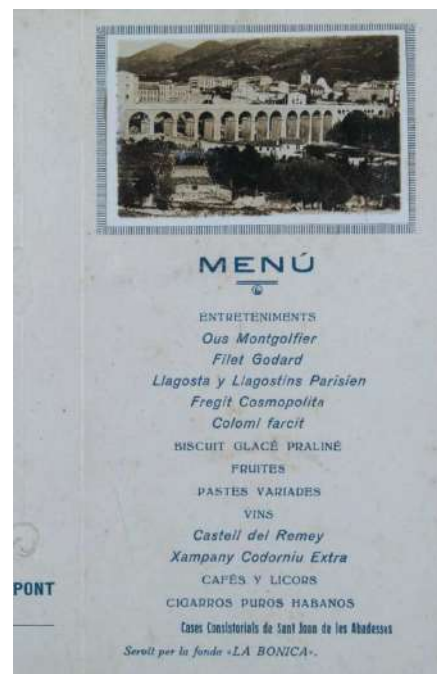 MENÚ
ENTRETENIMENTS
Ous Montgolfier
Filet Godard
Llagosta y Llagostins Parisien
Fregit Cosmopolita
Colomí farcit
BISCUIT GLACÉ PRALINÉ
FRUITES
PASTES VARIADES
VINS
Castell del Remey
Xampany Codorniu Extra
CAFÉS Y LICORS
PONT
CIGARROS PUROS HABANOS
Cases Consistorials de Sant Joan de les Abadesses
Servit per la fonda «LA BONICA».